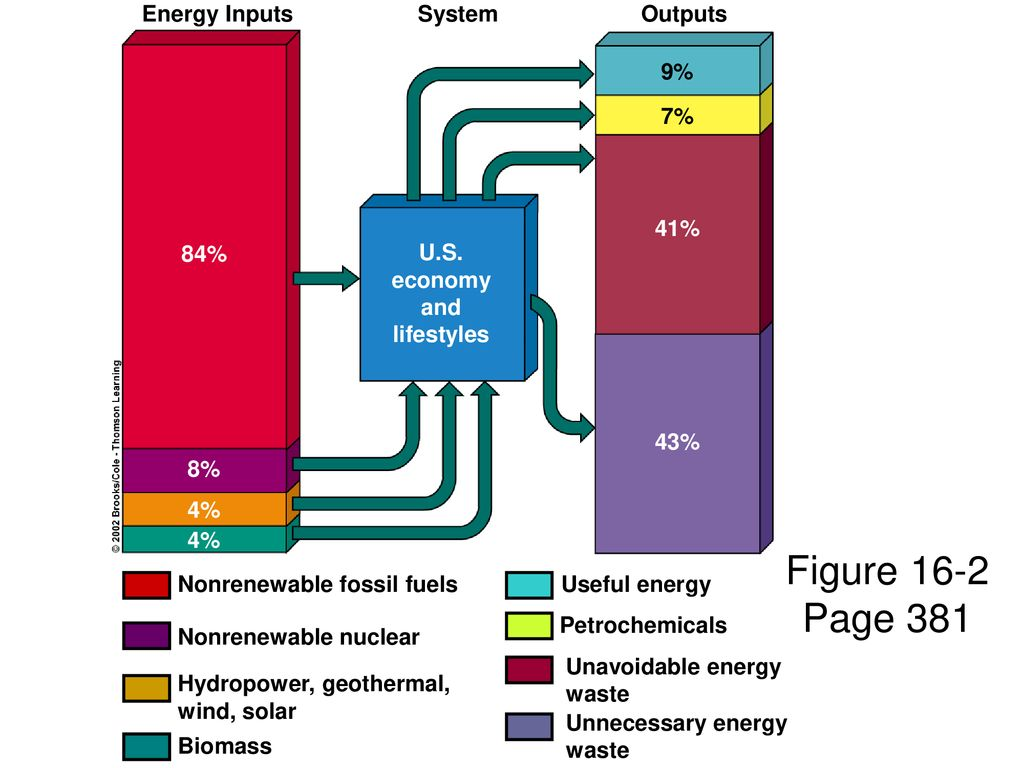 Energy Inputs
System
Outputs
84%
8%
4%
4%
U.S.
economy
and
lifestyles
9%
7%
41%
43%
© 2002 Brooks/Cole - Thomson Learning
Nonrenewable fossil fuels
Nonrenewable nuclear
Hydropower, geothermal,
wind, solar
Biomass
Useful energy
Petrochemicals
Unavoidable energy
waste
Unnecessary energy
waste
Figure 16-2
Page 381